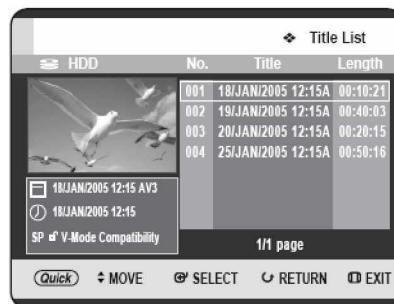 Title List
HDD No. Title Length
001 18/JAN/2005 12:15A 00:10:21
002 19/JAN/2005 12:15A 00:40:03
003 20/JAN/2005 12:15A 00:20:15
004 25/JAN/2005 12:15A 00:50:16
18/JAN/2005 12:15 AV3
18/JAN/2005 12:15
SP V-Mode Compatibility
1/1 page
Quick MOVE SELECT RETURN EXIT